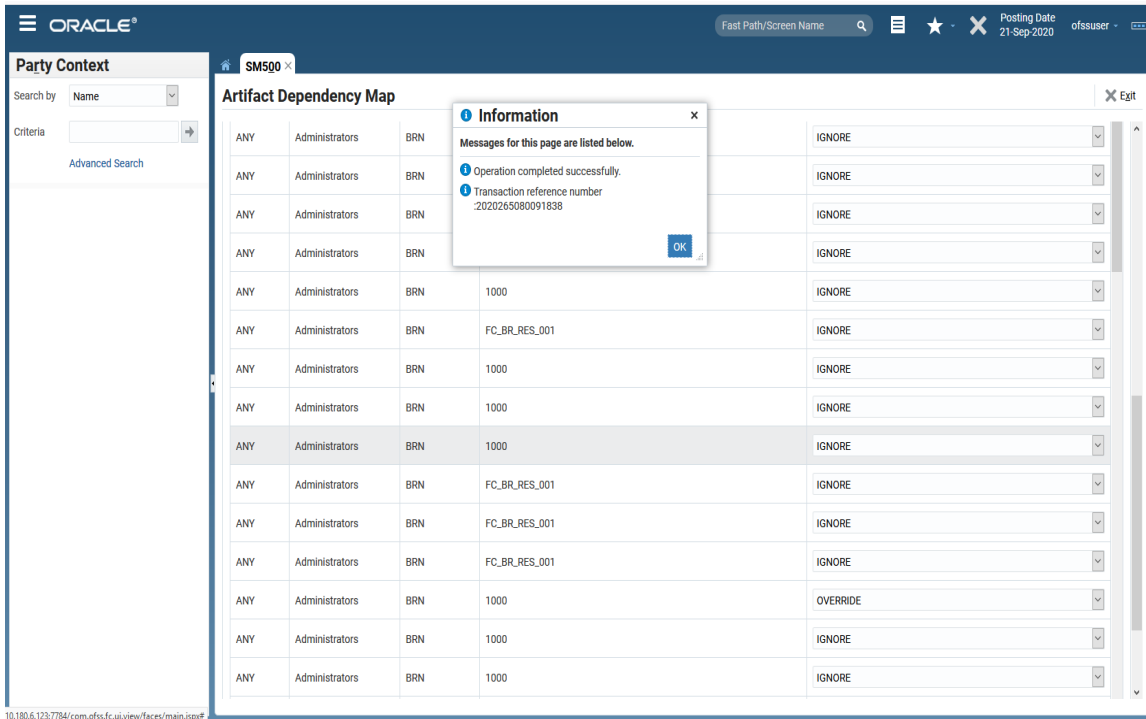 ORACLE®
Fast Path/Screen Name
Posting Date
21-Sep-2020
ofssuser
Party Context
SM500
Search by Name
Artifact Dependency Map
Exit
Criteria
Advanced Search
Information
Messages for this page are listed below.
Operation completed successfully.
Transaction reference number
:2020265080091838
OK
ANY Administrators BRN IGNORE
ANY Administrators BRN IGNORE
ANY Administrators BRN IGNORE
ANY Administrators BRN IGNORE
ANY Administrators BRN 1000 IGNORE
ANY Administrators BRN FC_BR_RES_001 IGNORE
ANY Administrators BRN 1000 IGNORE
ANY Administrators BRN 1000 IGNORE
ANY Administrators BRN 1000 IGNORE
ANY Administrators BRN FC_BR_RES_001 IGNORE
ANY Administrators BRN FC_BR_RES_001 IGNORE
ANY Administrators BRN FC_BR_RES_001 IGNORE
ANY Administrators BRN 1000 OVERRIDE
ANY Administrators BRN 1000 IGNORE
ANY Administrators BRN 1000 IGNORE
10.180.6.123:7784/com.ofss.fc.ui.view/faces/main.jspx#